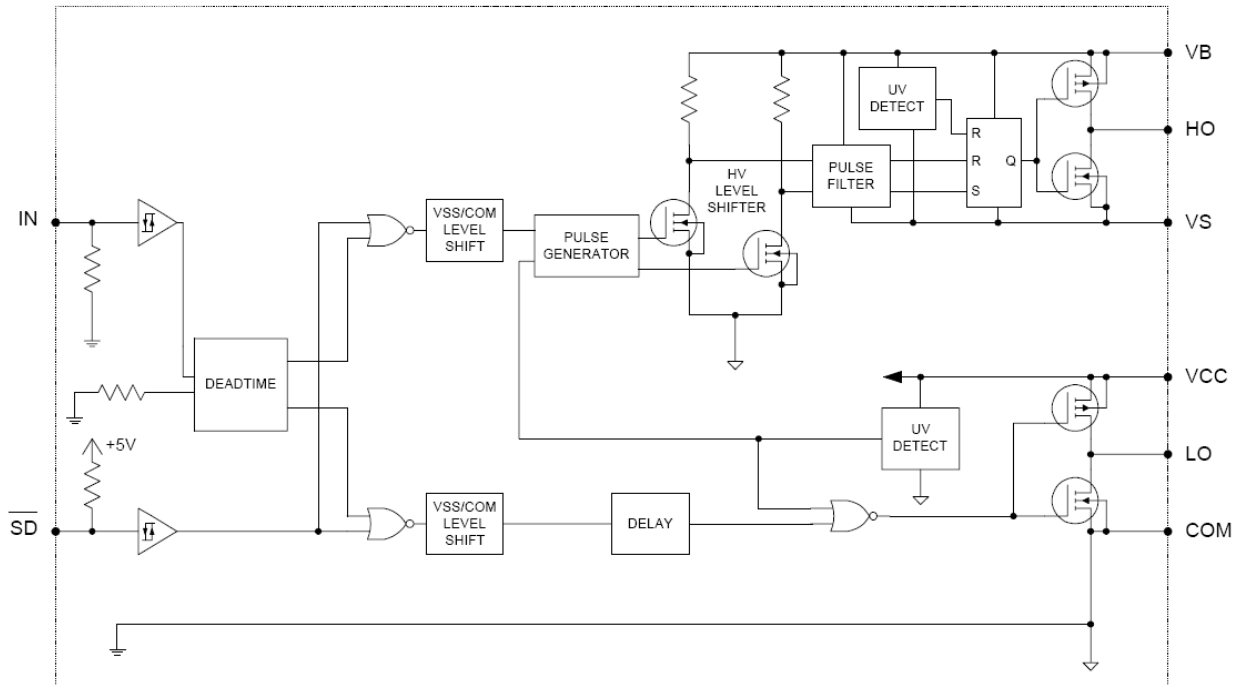 VB
UV
DETECT
R
HO
R
Q
PULSE
FILTER
HV
LEVEL
SHIFTER
S
IN
VSS/COM
LEVEL
SHIFT
PULSE
GENERATOR
VS
DEADTIME
VCC
+5V
UV
DETECT
LO
SD
VSS/COM
LEVEL
SHIFT
DELAY
COM